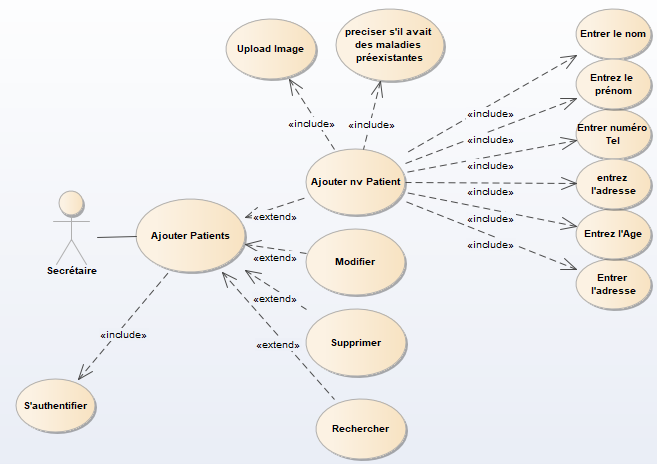 Upload Image
preciser s'il avait
des maladies
préexistantes
Entrer le nom
Entrez le
prénom
Entrer numéro
Tel
entrez
l'adresse
Entrez l'Age
Entrer
l'adresse
«include»
«include»
«include»
«include»
«include»
«include»
«include»
«include»
Ajouter nv Patient
Secrétaire
Ajouter Patients
«extend»
«extend»
«extend»
«extend»
Modifier
Supprimer
Rechercher
«include»
S'authentifier